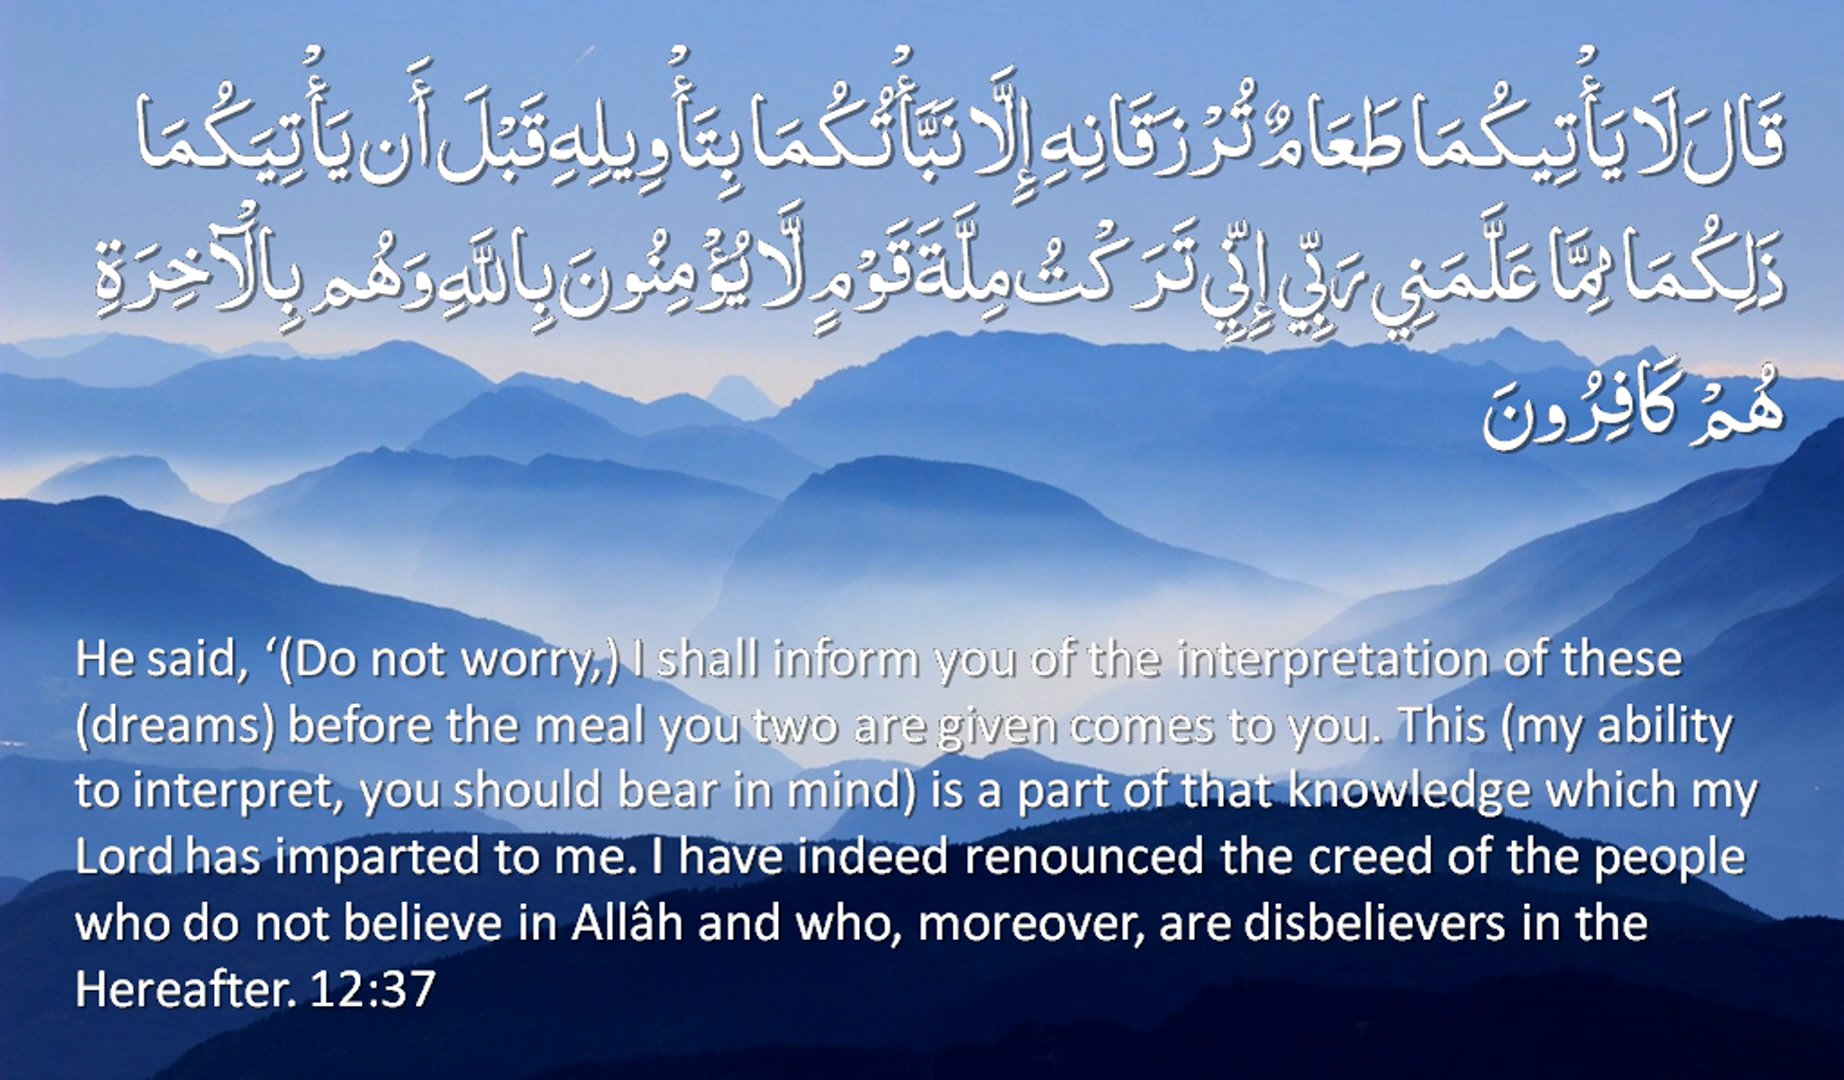 قَالَ لَا يَأْتِيكُمَا طَعَامٌ تُرْزَقَانِهِ إِلَّا نَبَّأْتُكُمَا بِتَأْوِيلِهِ قَبْلَ أَن يَأْتِيَكُمَا
ذَلِكُمَا مِمَّا عَلَّمَنِي رَبِّي إِنِّي تَرَكْتُ مِلَّةَ قَوْمٍ لَّا يُؤْمِنُونَ بِاللَّهِ وَهُم بِالْآخِرَةِ
هُمْ كَافِرُونَ
He said, ‘(Do not worry,) I shall inform you of the interpretation of these
(dreams) before the meal you two are given comes to you. This (my ability
to interpret, you should bear in mind) is a part of that knowledge which my
Lord has imparted to me. I have indeed renounced the creed of the people
who do not believe in Allâh and who, moreover, are disbelievers in the
Hereafter. 12:37